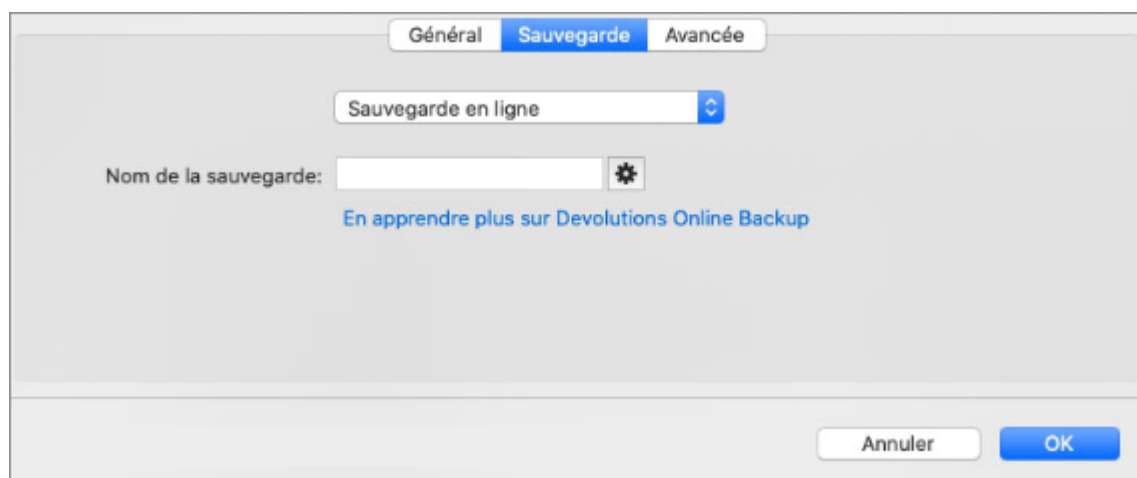 Général Sauvegarde Avancée
Sauvegarde en ligne
Nom de la sauvegarde:
En apprendre plus sur Devolutions Online Backup
Annuler OK